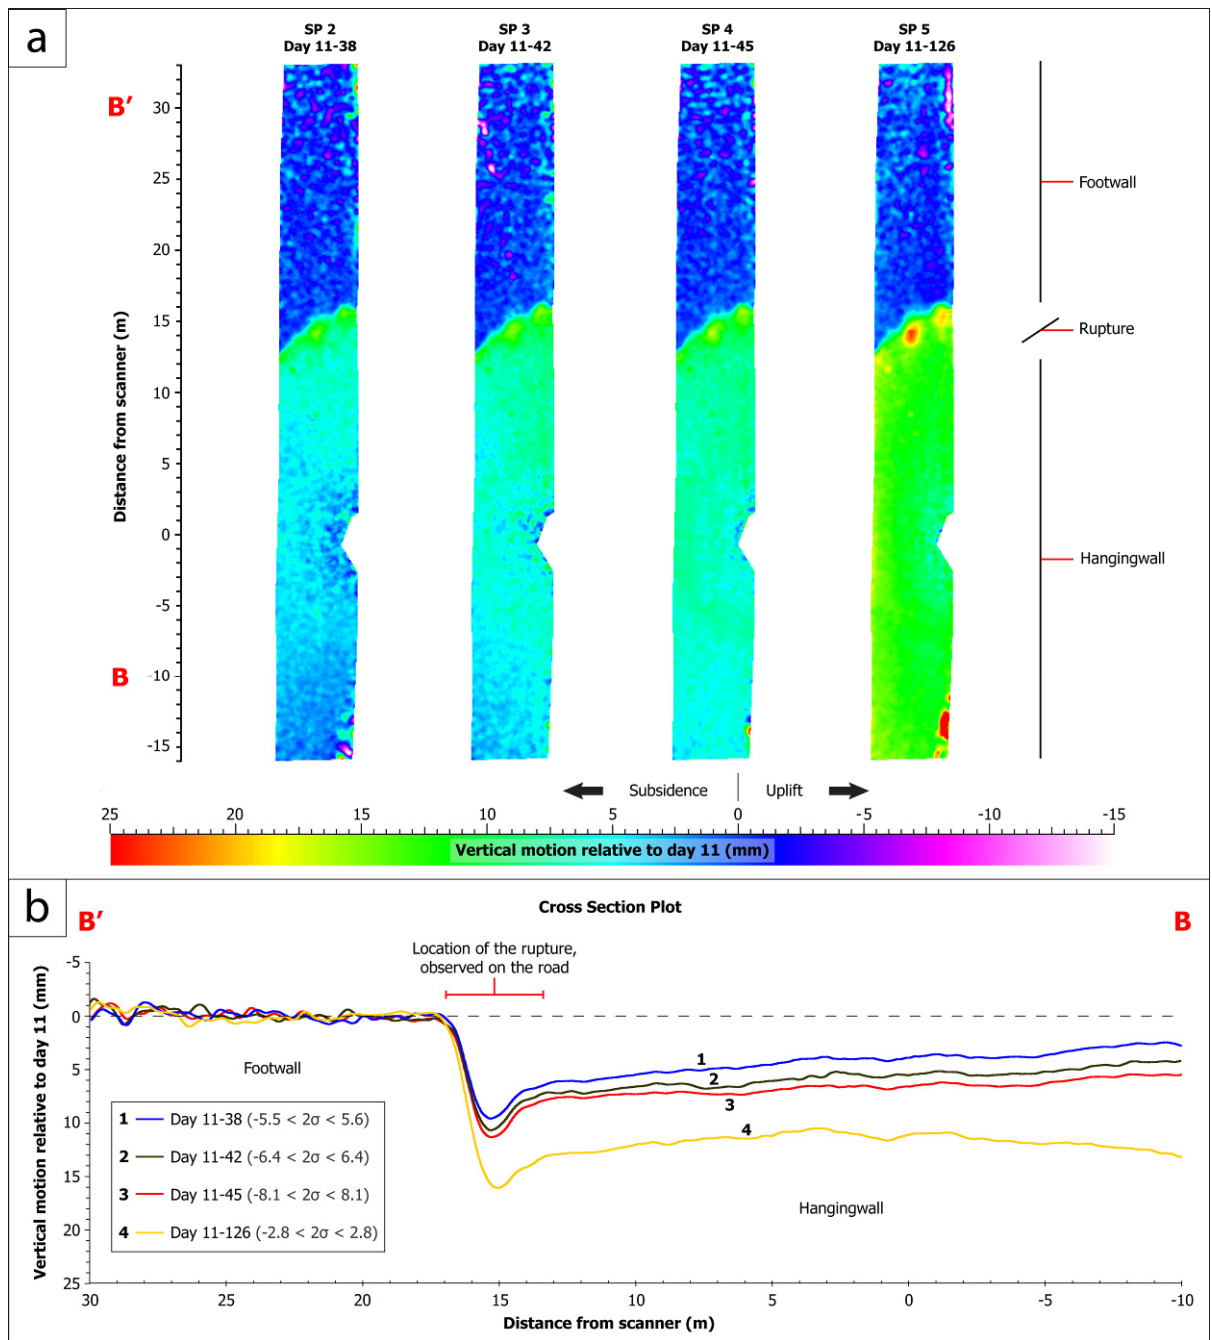 a
SP 2
Day 11-38
SP 3
Day 11-42
SP 4
Day 11-45
SP 5
Day 11-126
B’
B
Distance from scanner (m)
30
25
20
15
10
5
0
-5
-10
-15
Footwall
Rupture
Hangingwall
Subsidence
Uplift
25 20 15 10 5 0 -5 -10 -15
Vertical motion relative to day 11 (mm)
b
B’
Cross Section Plot
B
Location of the rupture,
observed on the road
Vertical motion relative to day 11 (mm)
-5
0
5
10
15
20
25
Footwall
1
2
3
4
Hangingwall
1 Day 11-38 (-5.5 < 2σ < 5.6)
2 Day 11-42 (-6.4 < 2σ < 6.4)
3 Day 11-45 (-8.1 < 2σ < 8.1)
4 Day 11-126 (-2.8 < 2σ < 2.8)
30 25 20 15 10 5 0 -5 -10
Distance from scanner (m)